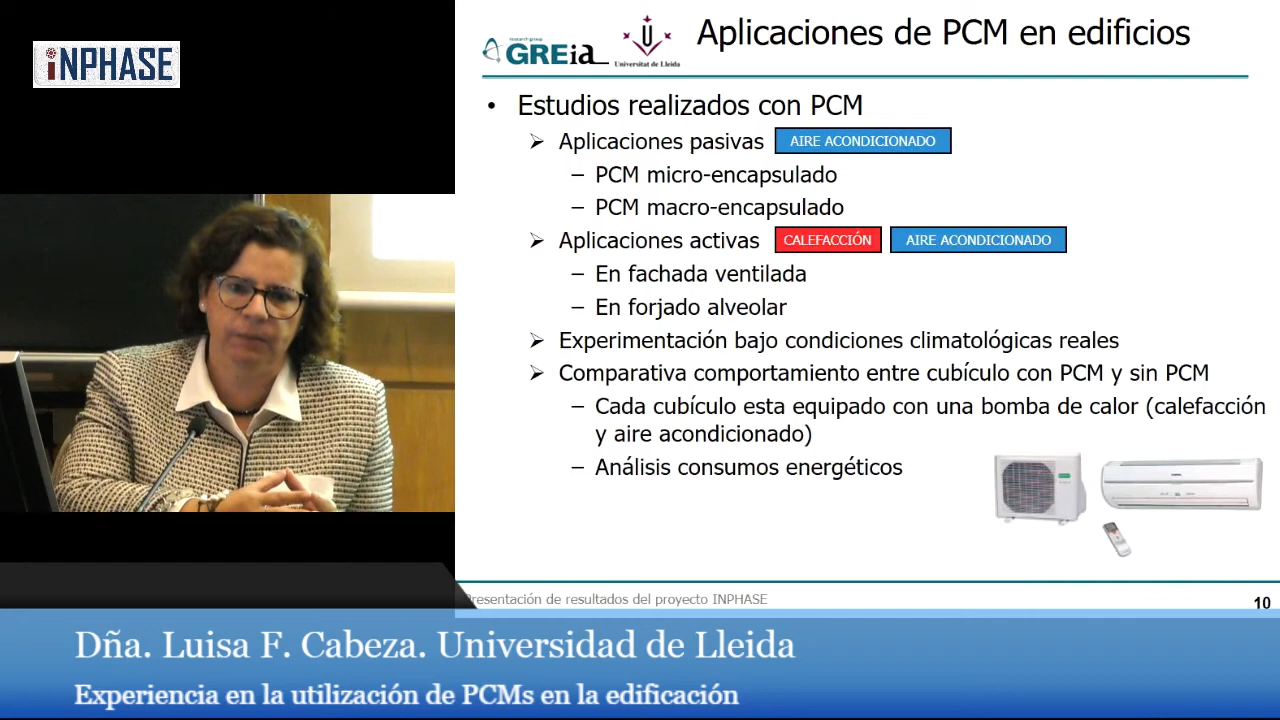 iNPHASE
research group
GREiA
Universitat de Lleida
Aplicaciones de PCM en edificios
• Estudios realizados con PCM
➢ Aplicaciones pasivas AIRE ACONDICIONADO
– PCM micro-encapsulado
– PCM macro-encapsulado
➢ Aplicaciones activas CALEFACCIÓN AIRE ACONDICIONADO
– En fachada ventilada
– En forjado alveolar
➢ Experimentación bajo condiciones climatológicas reales
➢ Comparativa comportamiento entre cubículo con PCM y sin PCM
– Cada cubículo esta equipado con una bomba de calor (calefacción
y aire acondicionado)
– Análisis consumos energéticos
resentación de resultados del proyecto INPHASE
10
Dña. Luisa F. Cabeza. Universidad de Lleida
Experiencia en la utilización de PCMs en la edificación